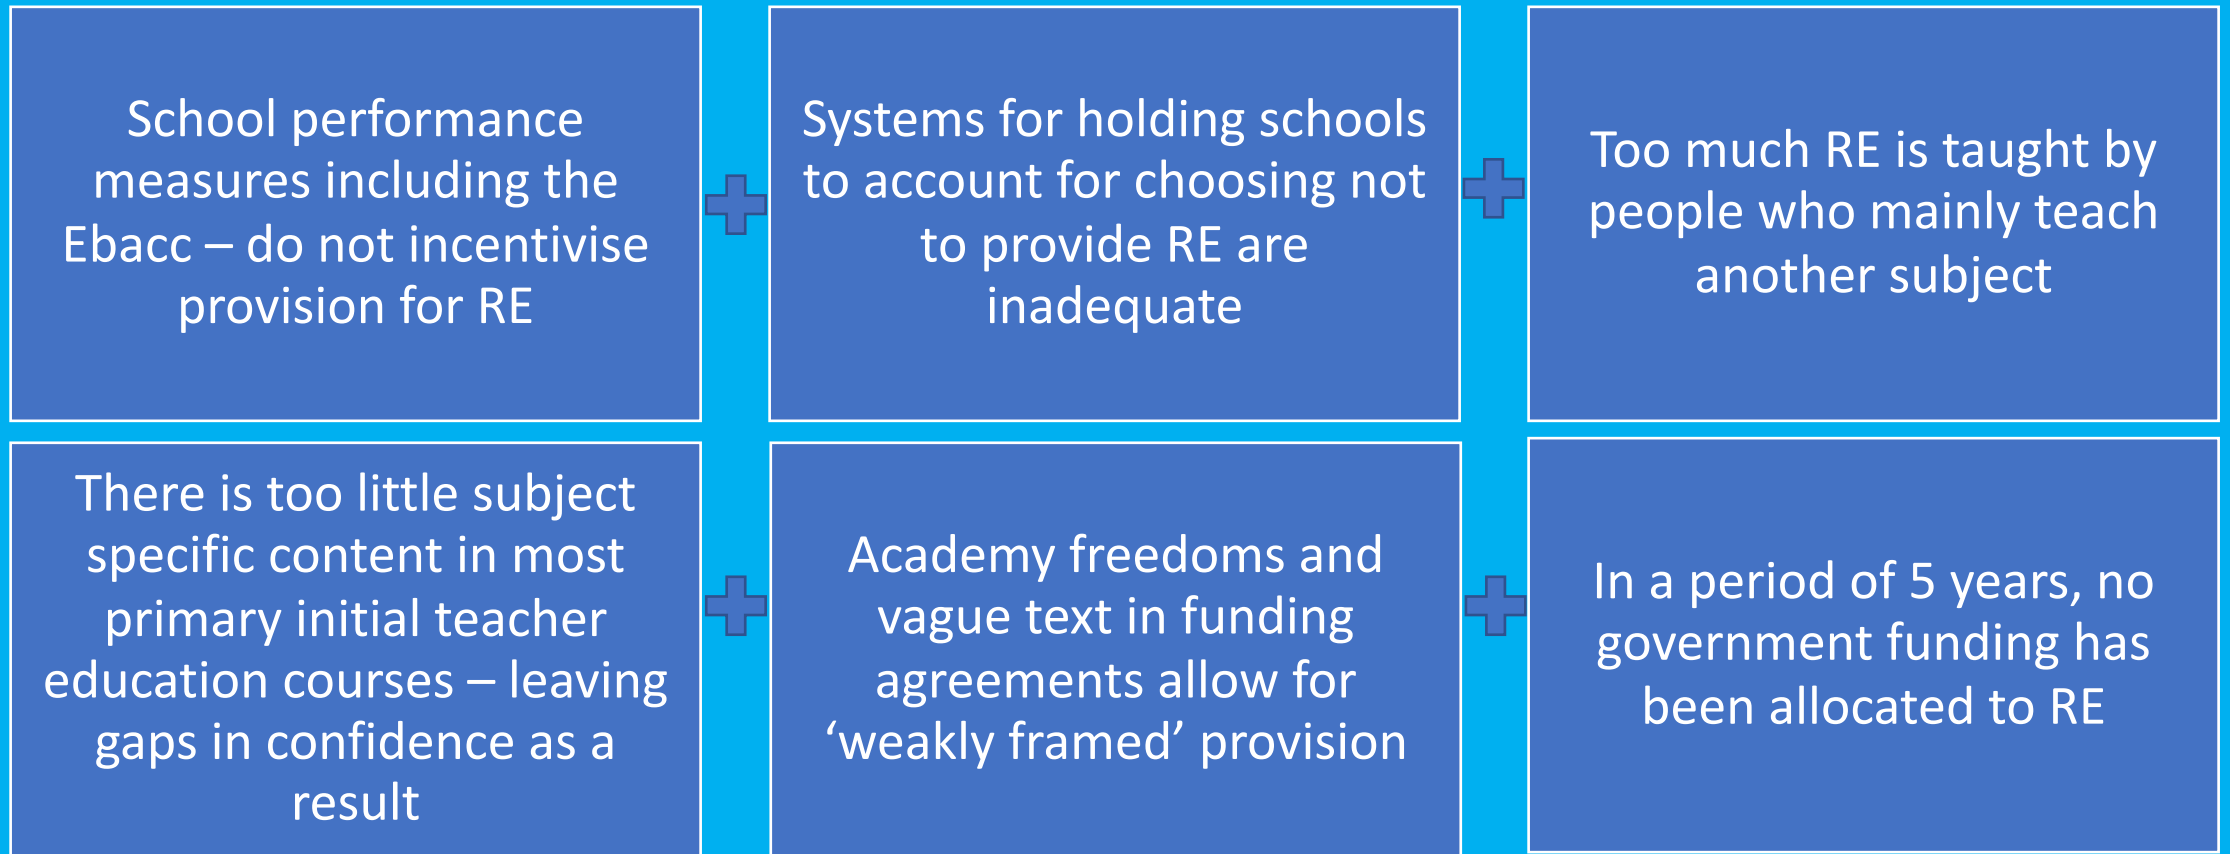 School performance
measures including the
Ebacc – do not incentivise
provision for RE
Systems for holding schools
to account for choosing not
to provide RE are
inadequate
Too much RE is taught by
people who mainly teach
another subject
There is too little subject
specific content in most
primary initial teacher
education courses – leaving
gaps in confidence as a
result
Academy freedoms and
vague text in funding
agreements allow for
‘weakly framed’ provision
In a period of 5 years, no
government funding has
been allocated to RE